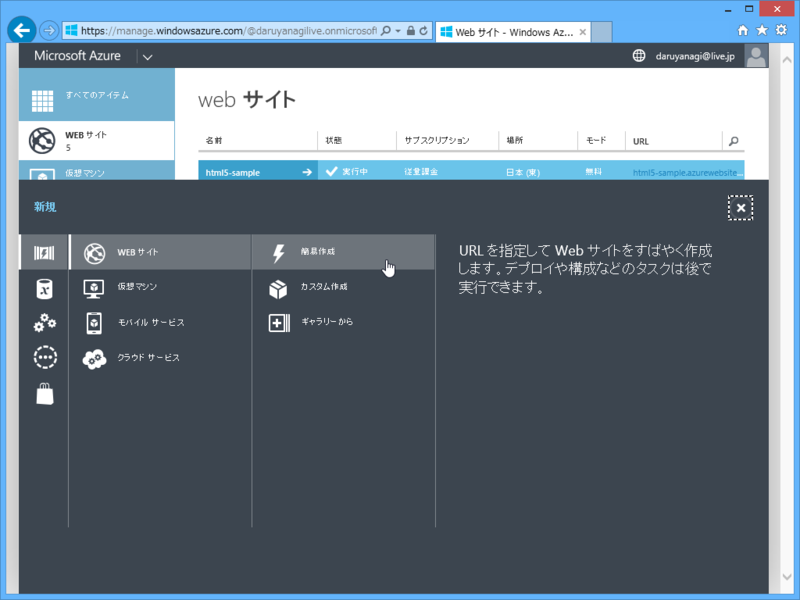 https://manage.windowsazure.com/@daruyanagilive.onmicrosoft
Web サイト - Windows Az...
Microsoft Azure
daruyanagi@live.jp
すべてのアイテム
WEB サイト
5
仮想マシン
web サイト
名前 状態 サブスクリプション 場所 モード URL
html5-sample 実行中 従量課金 日本 (東) 無料 html5-sample.azurewebsite...
新規
WEB サイト
仮想マシン
モバイル サービス
クラウド サービス
簡易作成
カスタム作成
ギャラリーから
URL を指定して Web サイトをすばやく作成
します。デプロイや構成などのタスクは後で
実行できます。